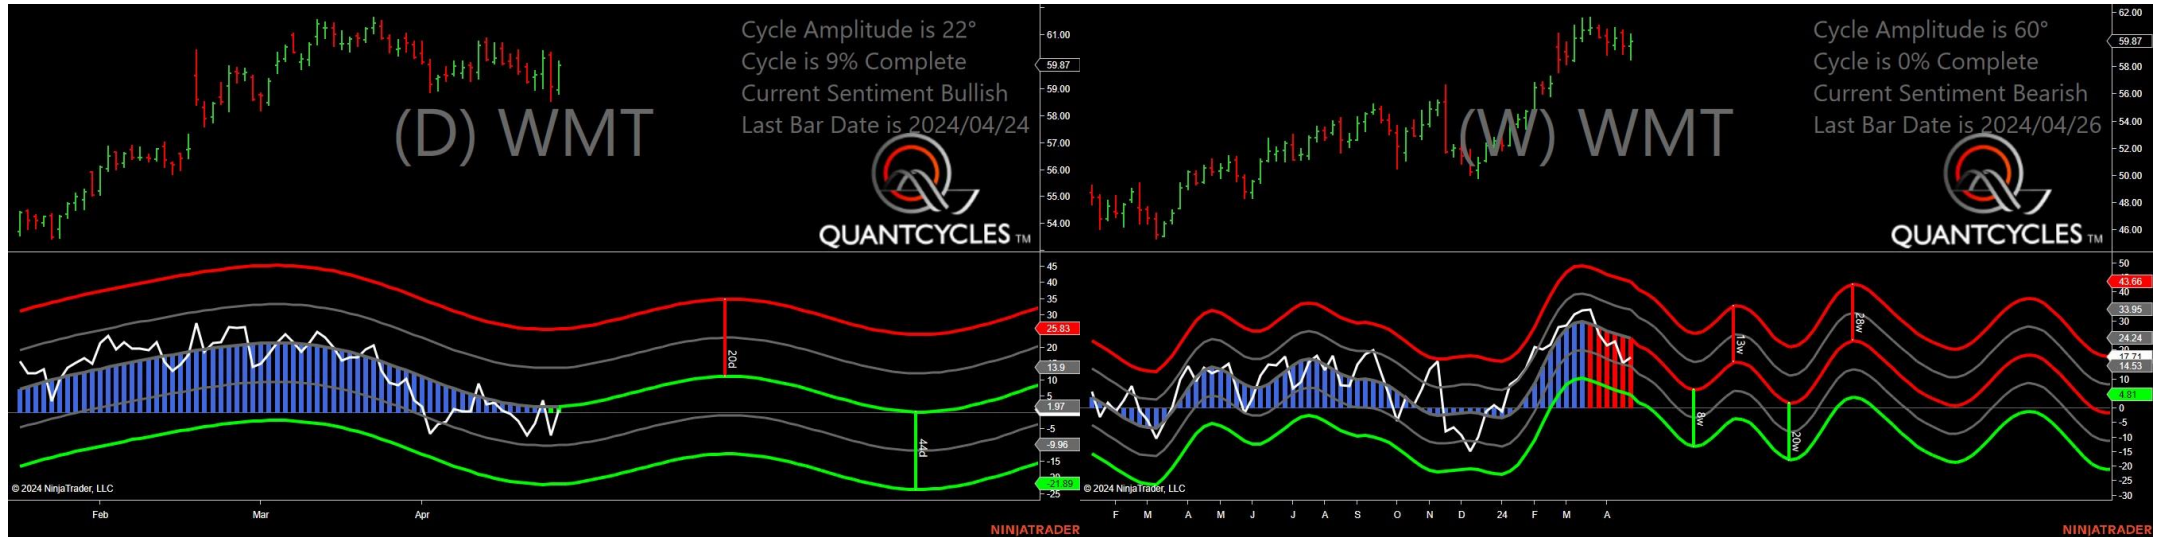 Cycle Amplitude is 22°
Cycle is 9% Complete
Current Sentiment Bullish
Last Bar Date is 2024/04/24
(D) WMT
QUANTCYCLES TM
61.00
59.87
59.00
58.00
57.00
56.00
55.00
54.00
45
40
35
30
25.83
20
13.9
10
5
1.97
-5
-9.96
-15
-21.89
-25
20d
44d
© 2024 NinjaTrader, LLC
Feb Mar Apr
NINJATRADER
Cycle Amplitude is 60°
Cycle is 0% Complete
Current Sentiment Bearish
Last Bar Date is 2024/04/26
(W) WMT
QUANTCYCLES TM
62.00
59.87
58.00
56.00
54.00
52.00
50.00
48.00
46.00
50
43.66
40
33.95
30
24.24
17.71
14.53
10
4.81
0
-5
-10
-15
-20
-25
-30
8w
13w
20w
28w
© 2024 NinjaTrader, LLC
F M A M J J A S O N D 24 F M A
NINJATRADER